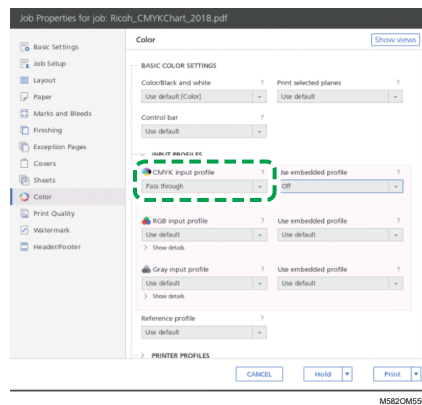 Job Properties for job: Ricoh_CMYKChart_2018.pdf
Basic Settings
Job Setup
Layout
Paper
Marks and Bleeds
Finishing
Exception Pages
Covers
Sheets
Color
Print Quality
Watermark
Header/Footer
Color
Show views
BASIC COLOR SETTINGS
Color/Black and white ? Print selected planes ?
Use default [Color] Use default
Control bar ?
Use default
INPUT PROFILES
CMYK input profile ? Use embedded profile ?
Pass through Off
RGB input profile ? Use embedded profile ?
Use default Use default
> Show details
Gray input profile ? Use embedded profile ?
Use default Use default
> Show details
Reference profile ?
Use default
> PRINTER PROFILES
CANCEL Hold Print